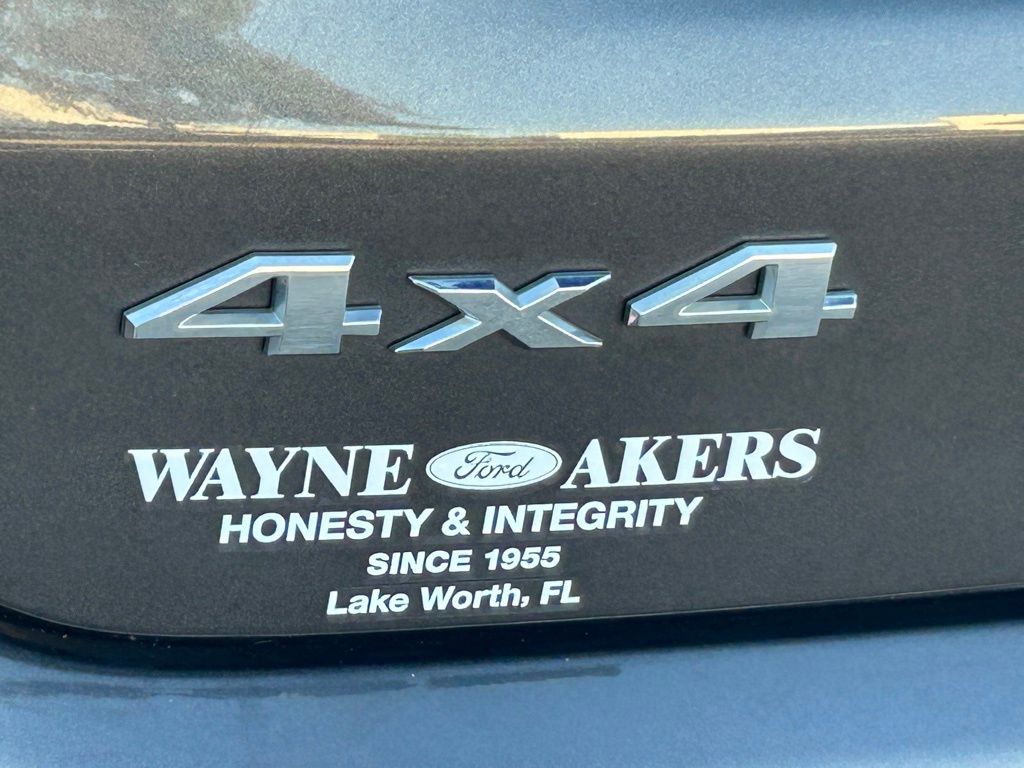 4x4
WAYNE Ford AKERS
HONESTY & INTEGRITY
SINCE 1955
Lake Worth, FL